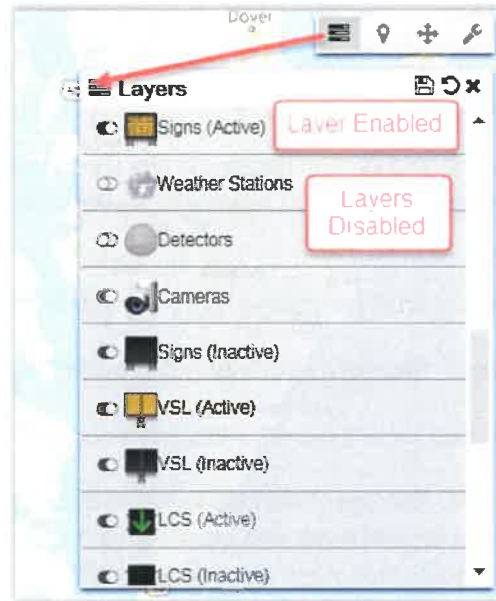 Dover
Layers
Signs (Active)
Layer Enabled
Weather Stations
Layers
Disabled
Detectors
Cameras
Signs (Inactive)
VSL (Active)
VSL (Inactive)
LCS (Active)
LCS (Inactive)